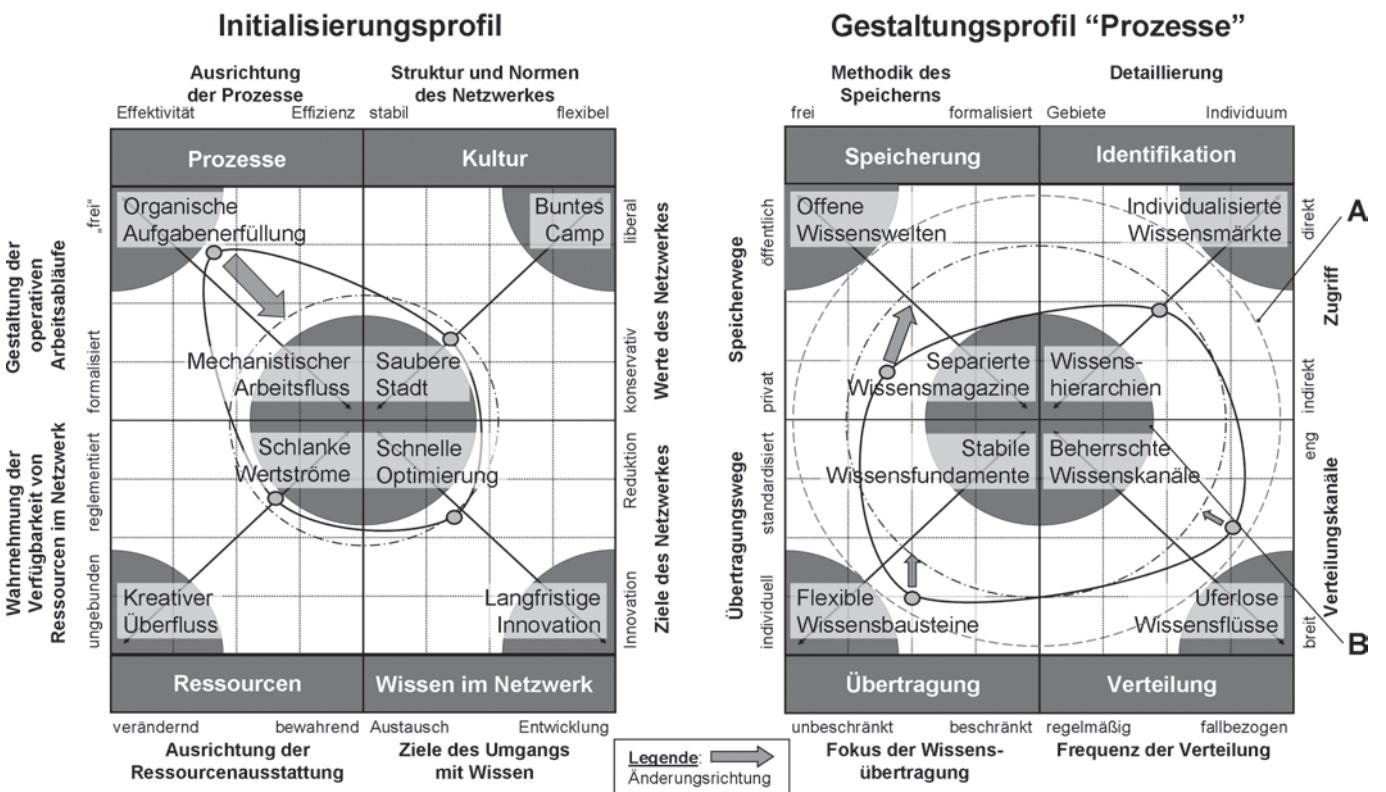 Initialisierungsprofil
Ausrichtung
der Prozesse
Struktur und Normen
des Netzwerkes
Effektivität
Effizienz
stabil
flexibel
Prozesse
Kultur
Gestaltung der
operativen
Arbeitsabläufe
„frei“
formalisiert
Organische
Aufgabenerfüllung
Buntes
Camp
liberal
konservativ
Werte des Netzwerkes
Mechanistischer
Arbeitsfluss
Saubere
Stadt
Wahrnehmung der
Verfügbarkeit von
Ressourcen im Netzwerk
reglementiert
ungebunden
Schlanke
Wertströme
Schnelle
Optimierung
Reduktion
Innovation
Ziele des Netzwerkes
Kreativer
Überfluss
Langfristige
Innovation
Ressourcen
Wissen im Netzwerk
verändernd
bewahrend
Austausch
Entwicklung
Ausrichtung der
Ressourcenausstattung
Ziele des Umgangs
mit Wissen
Legende:
Änderungsrichtung
Gestaltungsprofil “Prozesse”
Methodik des
Speicherns
Detaillierung
frei
formalisiert
Gebiete
Individuum
Speicherung
Identifikation
Speicherwege
öffentlich
privat
Offene
Wissenswelten
Individualisierte
Wissensmärkte
direkt
indirekt
Zugriff
A
Separierte
Wissensmagazine
Wissens-
hierarchien
Übertragungswege
standardisiert
individuell
Stabile
Wissensfundamente
Beherrschte
Wissenskanäle
eng
breit
Verteilungskanäle
B
Flexible
Wissensbausteine
Uferlose
Wissensflüsse
Übertragung
Verteilung
unbeschränkt
beschränkt
regelmäßig
fallbezogen
Fokus der Wissens-
übertragung
Frequenz der Verteilung